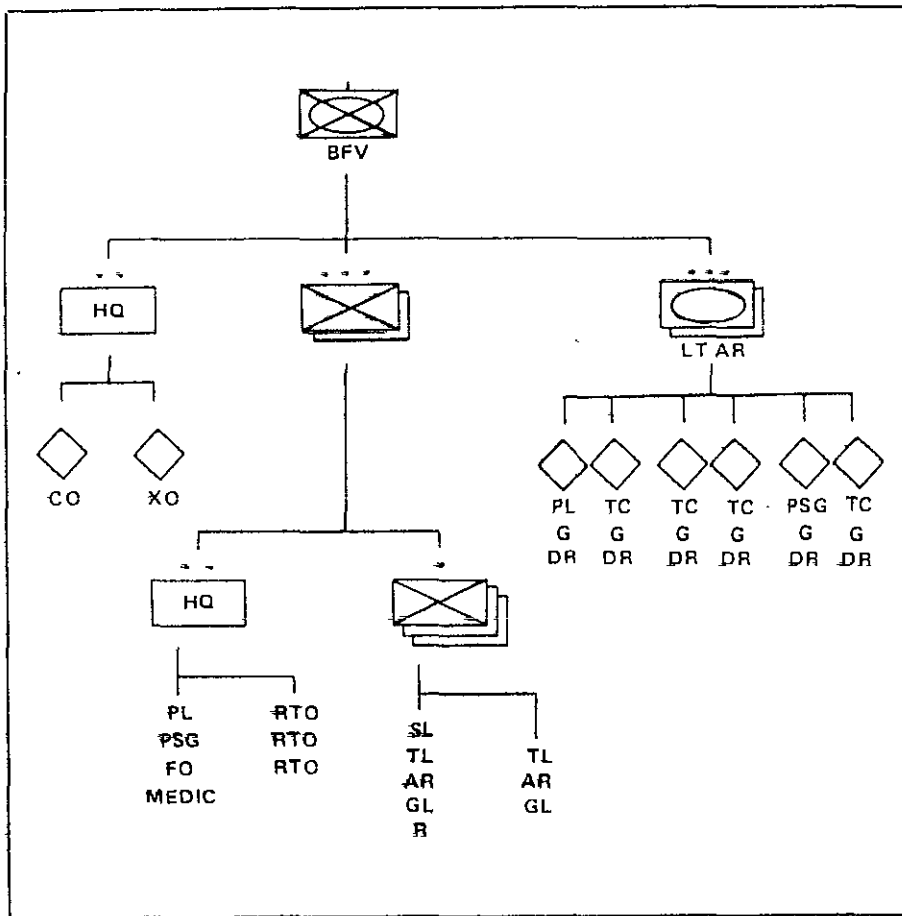 BFV
HQ
LT AR
CO XO
PL TC TC TC PSG TC
G G G G G G
DR DR DR DR DR DR
HQ
PL RTO
PSG RTO
FO RTO
MEDIC
SL
TL TL
AR AR
GL GL
R